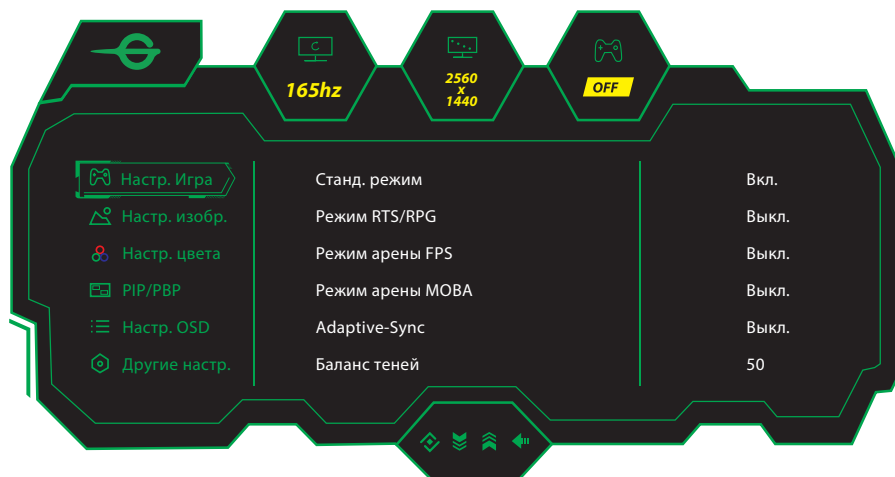 165hz
2560
x
1440
OFF
Настр. Игра Станд. режим Вкл.
Настр. изобр. Режим RTS/RPG Выкл.
Настр. цвета Режим арены FPS Выкл.
PIP/PBP Режим арены MOBA Выкл.
Настр. OSD Adaptive-Sync Выкл.
Другие настр. Баланс теней 50